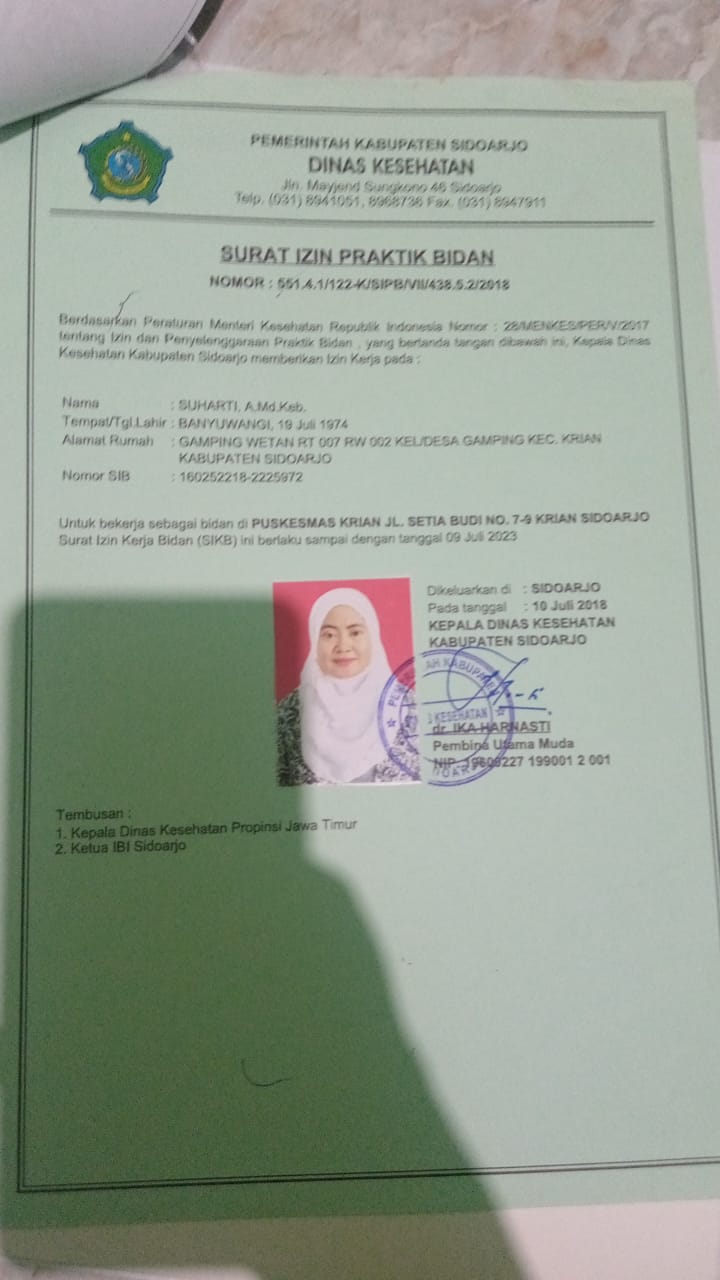 PEMERINTAH KABUPATEN SIDOARJO
DINAS KESEHATAN
Jln. Mayjend Sungkono 46 Sidoarjo
Telp. (031) 8941051, 8968736 Fax. (031) 8947911
SURAT IZIN PRAKTIK BIDAN
NOMOR : 551.4.1/122-K/SIPB/VII/438.5.2/2018
Berdasarkan Peraturan Menteri Kesehatan Republik Indonesia Nomor : 28/MENKES/PER/V/2017
tentang Izin dan Penyelenggaraan Praktik Bidan , yang bertanda tangan dibawah ini, Kepala Dinas
Kesehatan Kabupaten Sidoarjo memberikan Izin Kerja pada :
Nama : SUHARTI, A.Md.Keb.
Tempat/Tgl.Lahir : BANYUWANGI, 19 Juli 1974
Alamat Rumah : GAMPING WETAN RT 007 RW 002 KEL/DESA GAMPING KEC. KRIAN
KABUPATEN SIDOARJO
Nomor SIB : 160252218-2225972
Untuk bekerja sebagai bidan di PUSKESMAS KRIAN JL. SETIA BUDI NO. 7-9 KRIAN SIDOARJO
Surat Izin Kerja Bidan (SIKB) ini berlaku sampai dengan tanggal 09 Juli 2023
Dikeluarkan di : SIDOARJO
Pada tanggal : 10 Juli 2018
KEPALA DINAS KESEHATAN
KABUPATEN SIDOARJO
dr. IKA HARNASTI
Pembina Utama Muda
NIP. 199001 2 001
Tembusan :
1. Kepala Dinas Kesehatan Propinsi Jawa Timur
2. Ketua IBI Sidoarjo